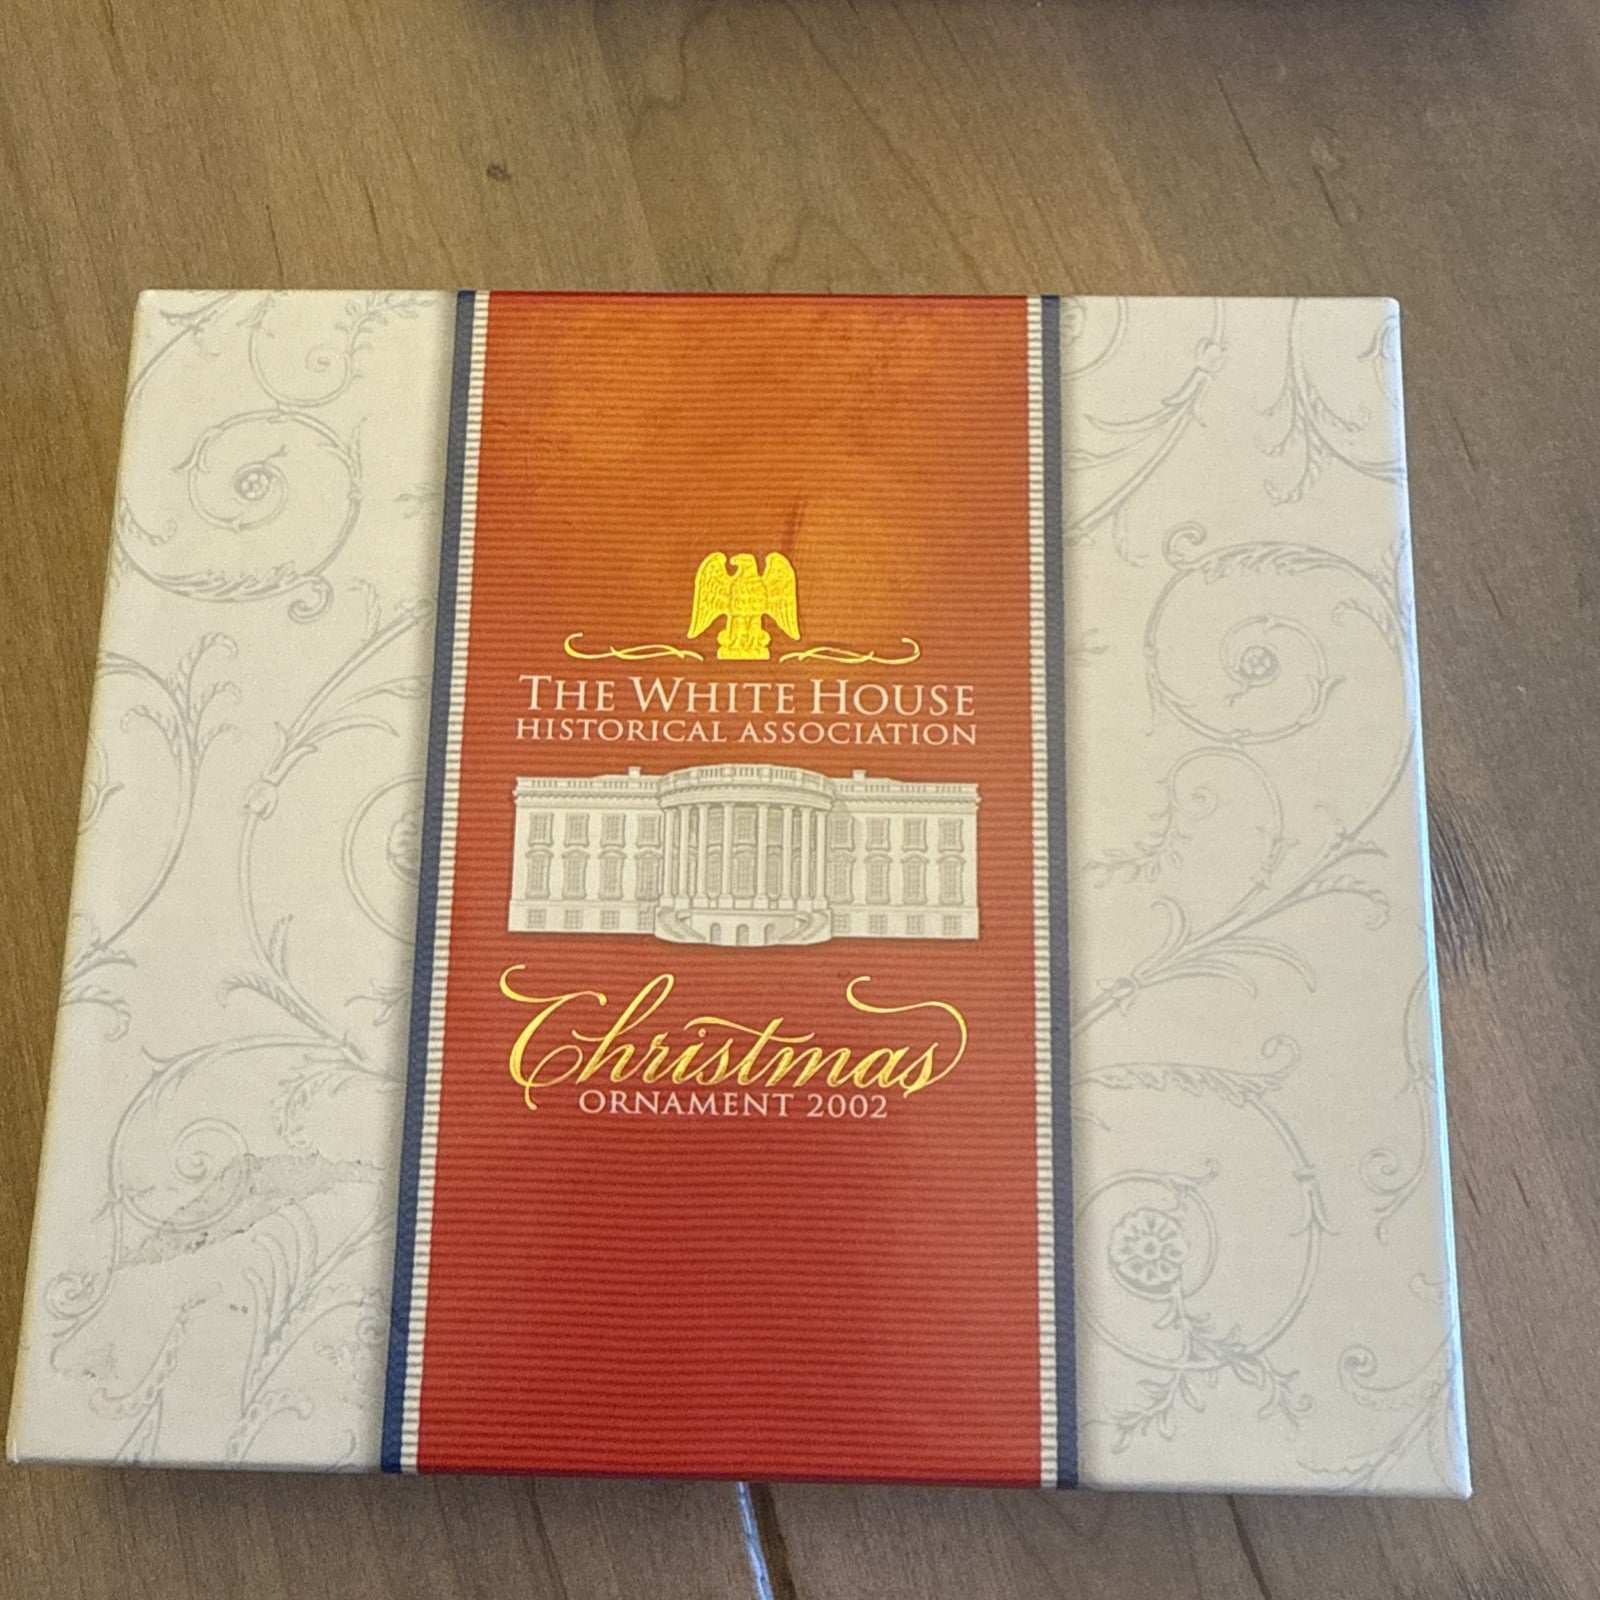 THE WHITE HOUSE
HISTORICAL ASSOCIATION
Christmas
ORNAMENT 2002